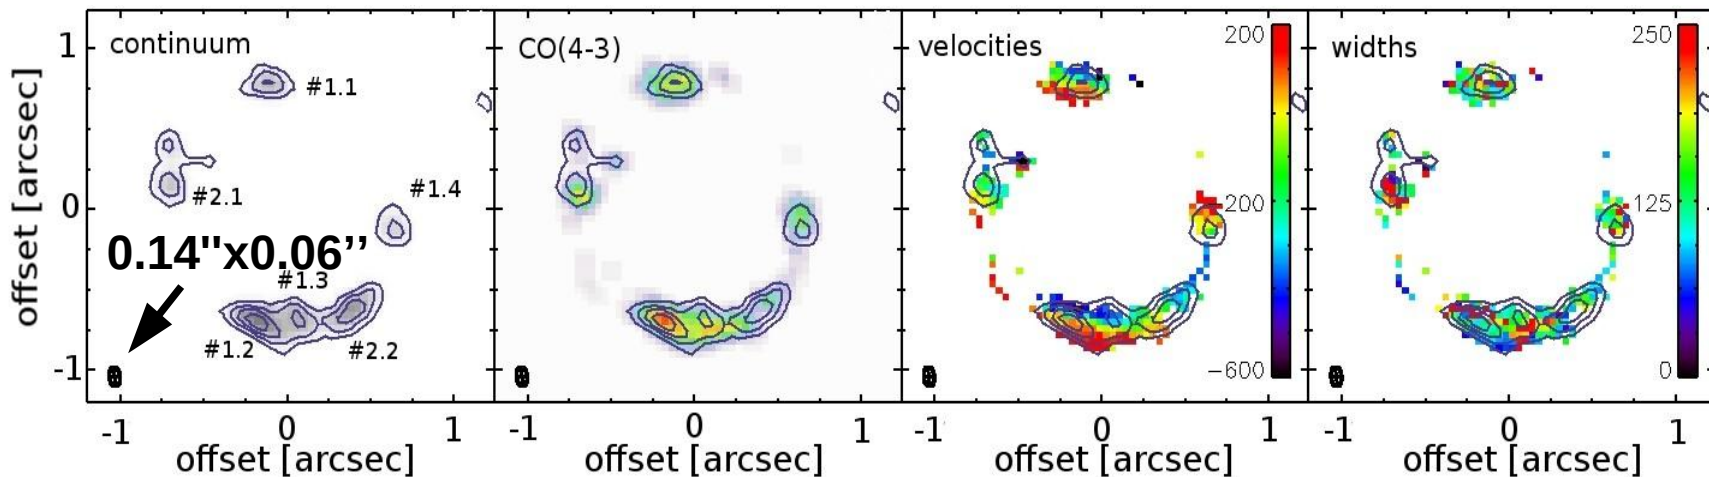 continuum
#1.1
#2.1
#1.4
0.14"x0.06’’
#1.3
#1.2
#2.2
1
0
-1
offset [arcsec]
-1 0 1
offset [arcsec]
CO(4-3)
-1 0 1
offset [arcsec]
velocities
200
-200
-600
-1 0 1
offset [arcsec]
widths
250
125
0
-1 0 1
offset [arcsec]